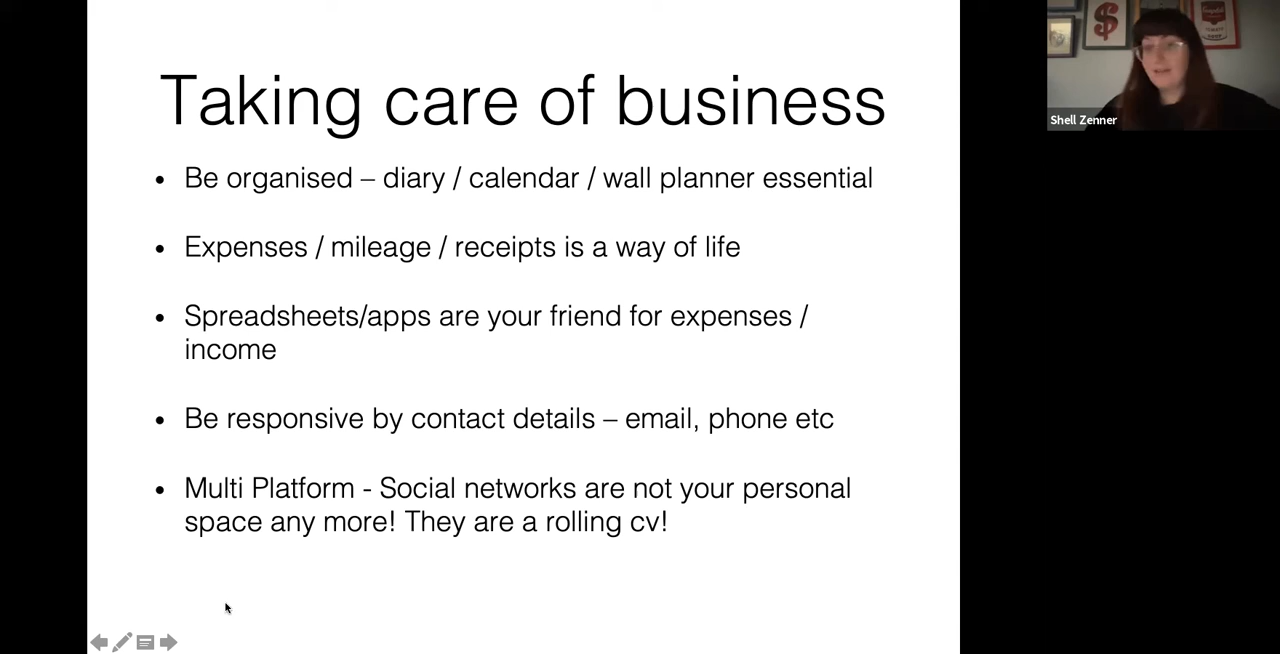 Taking care of business
• Be organised – diary / calendar / wall planner essential
• Expenses / mileage / receipts is a way of life
• Spreadsheets/apps are your friend for expenses /
income
• Be responsive by contact details – email, phone etc
• Multi Platform - Social networks are not your personal
space any more! They are a rolling cv!
$
Campbell's
Shell Zenner